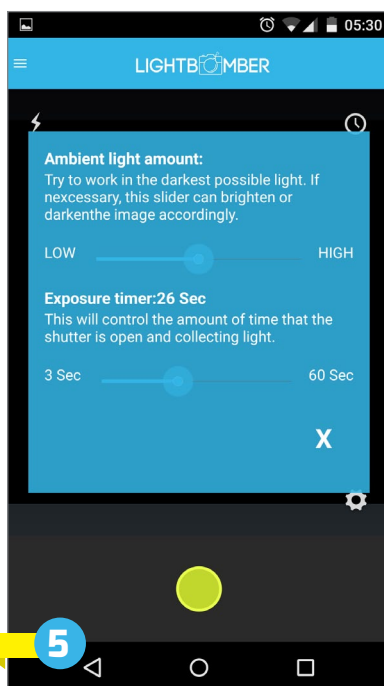 05:30
LIGHTBOMBER
Ambient light amount:
Try to work in the darkest possible light. If
nexcessary, this slider can brighten or
darkenthe image accordingly.
LOW HIGH
Exposure timer:26 Sec
This will control the amount of time that the
shutter is open and collecting light.
3 Sec 60 Sec
X
5